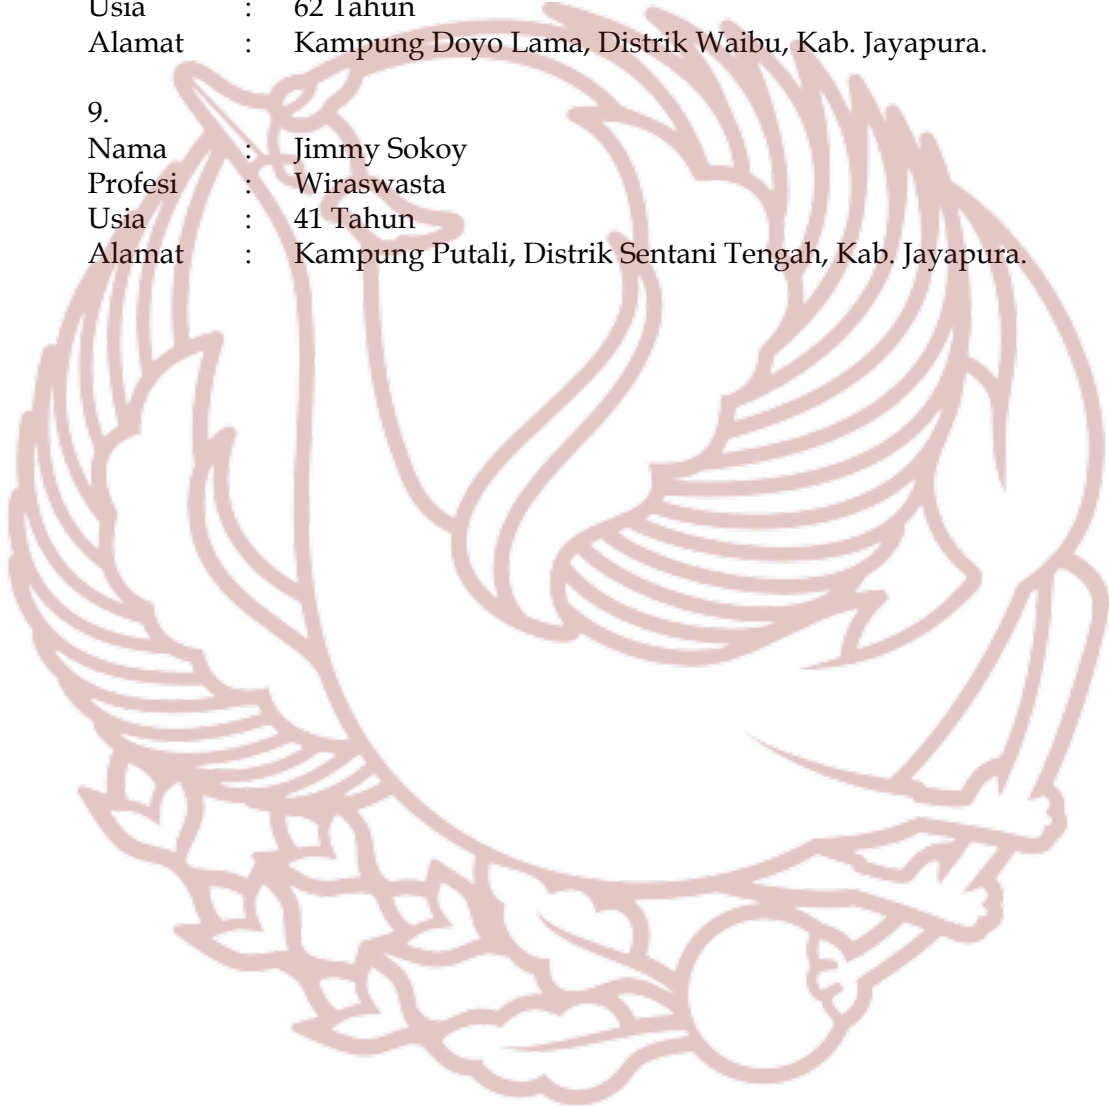 Usia : 62 Tahun
Alamat : Kampung Doyo Lama, Distrik Waibu, Kab. Jayapura.
9.
Nama : Jimmy Sokoy
Profesi : Wiraswasta
Usia : 41 Tahun
Alamat : Kampung Putali, Distrik Sentani Tengah, Kab. Jayapura.